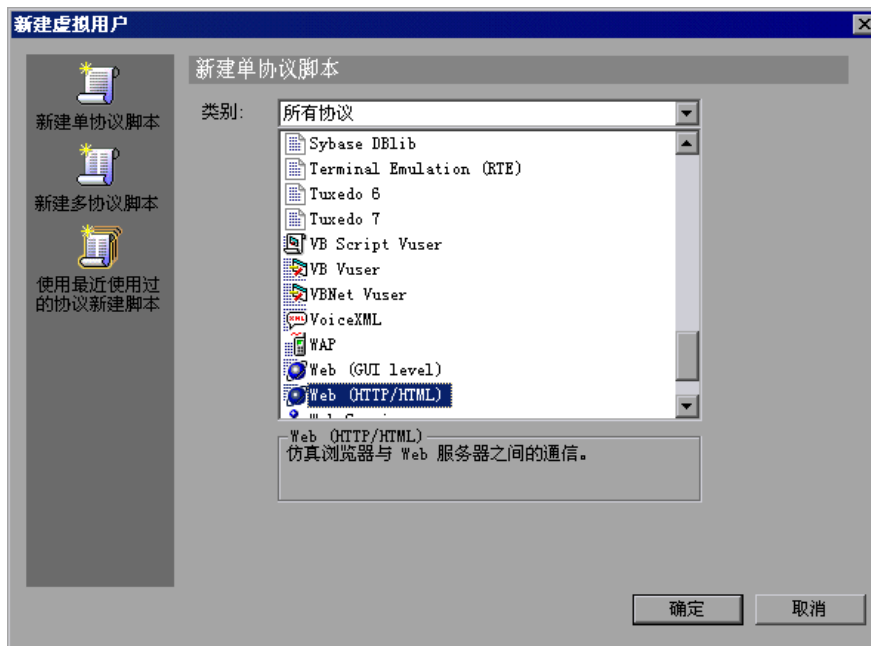 新建虚拟用户
新建单协议脚本
新建多协议脚本
使用最近使用过
的协议新建脚本
新建单协议脚本
类别:
所有协议
Sybase DBlib
Terminal Emulation (RTE)
Tuxedo 6
Tuxedo 7
VB Script Vuser
VB Vuser
VBNet Vuser
VoiceXML
WAP
Web (GUI level)
Web (HTTP/HTML)
Web (HTTP/HTML)
仿真浏览器与 Web 服务器之间的通信。
确定
取消